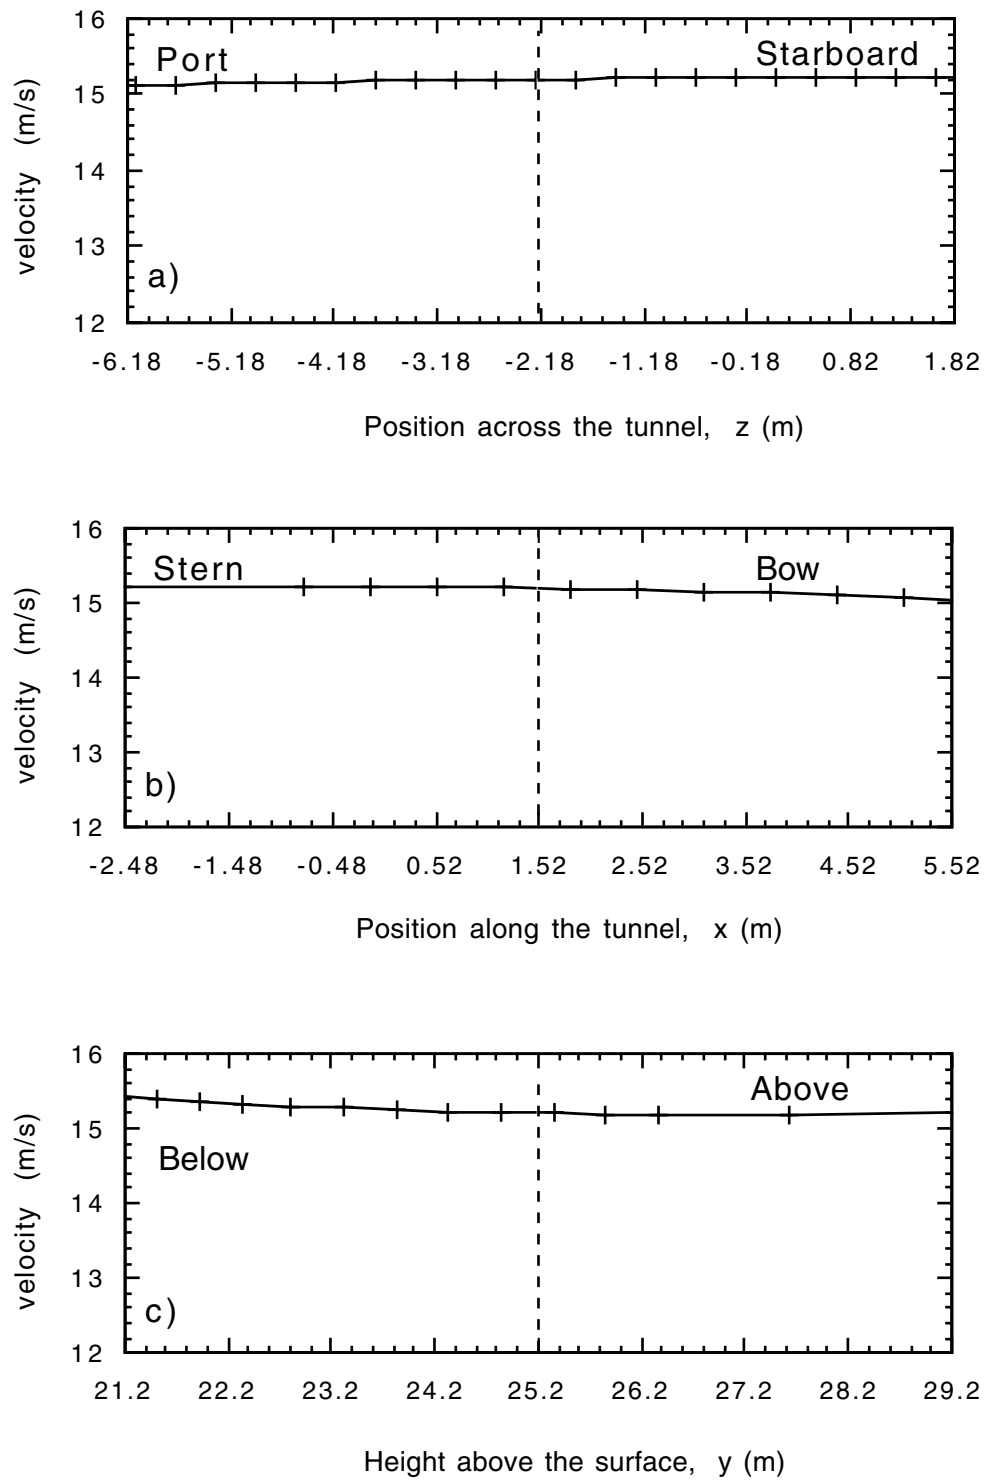 16
Port
Starboard
15
velocity (m/s)
14
13
a)
12
-6.18 -5.18 -4.18 -3.18 -2.18 -1.18 -0.18 0.82 1.82
Position across the tunnel, z (m)
16
Stern
Bow
15
velocity (m/s)
14
13
b)
12
-2.48 -1.48 -0.48 0.52 1.52 2.52 3.52 4.52 5.52
Position along the tunnel, x (m)
16
Above
15
Below
velocity (m/s)
14
13
c)
12
21.2 22.2 23.2 24.2 25.2 26.2 27.2 28.2 29.2
Height above the surface, y (m)